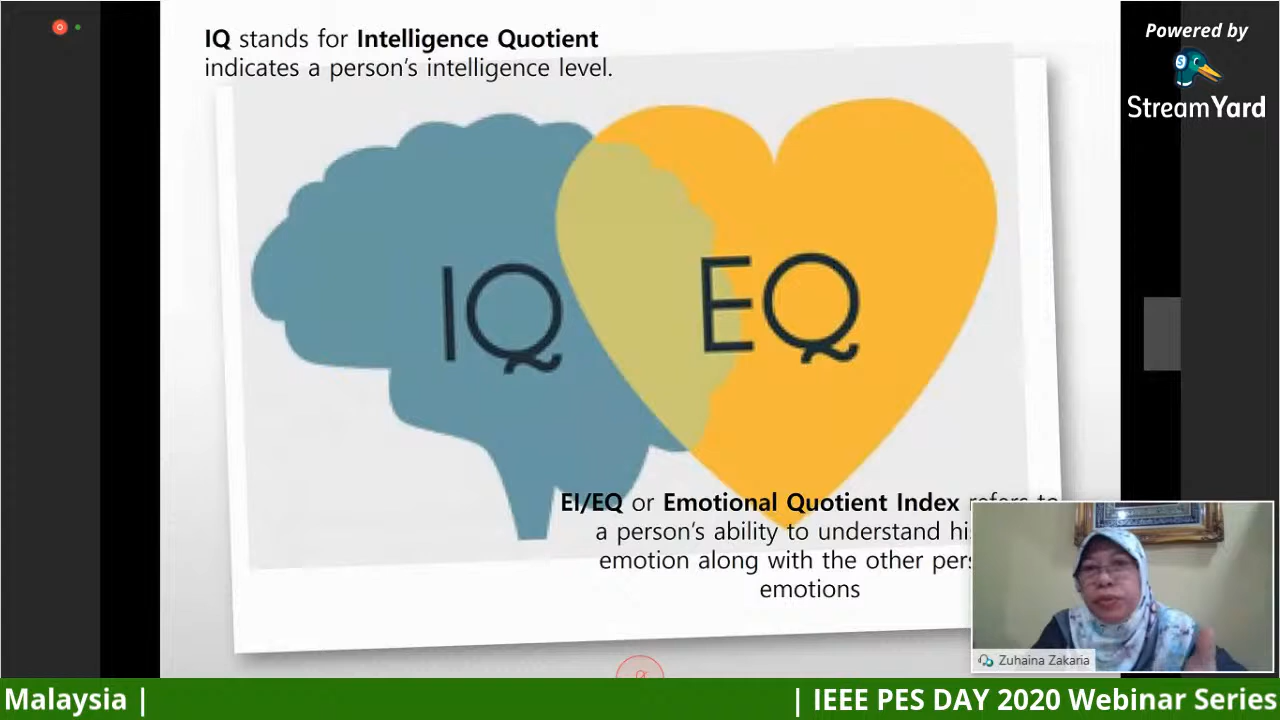 IQ stands for Intelligence Quotient
indicates a person's intelligence level.
Powered by
StreamYard
IQ
EQ
EI/EQ or Emotional Quotient Index refers to
a person's ability to understand
emotion along with the other
emotions
Zuhaina Zakaria
Malaysia |
| IEEE PES DAY 2020 Webinar Series